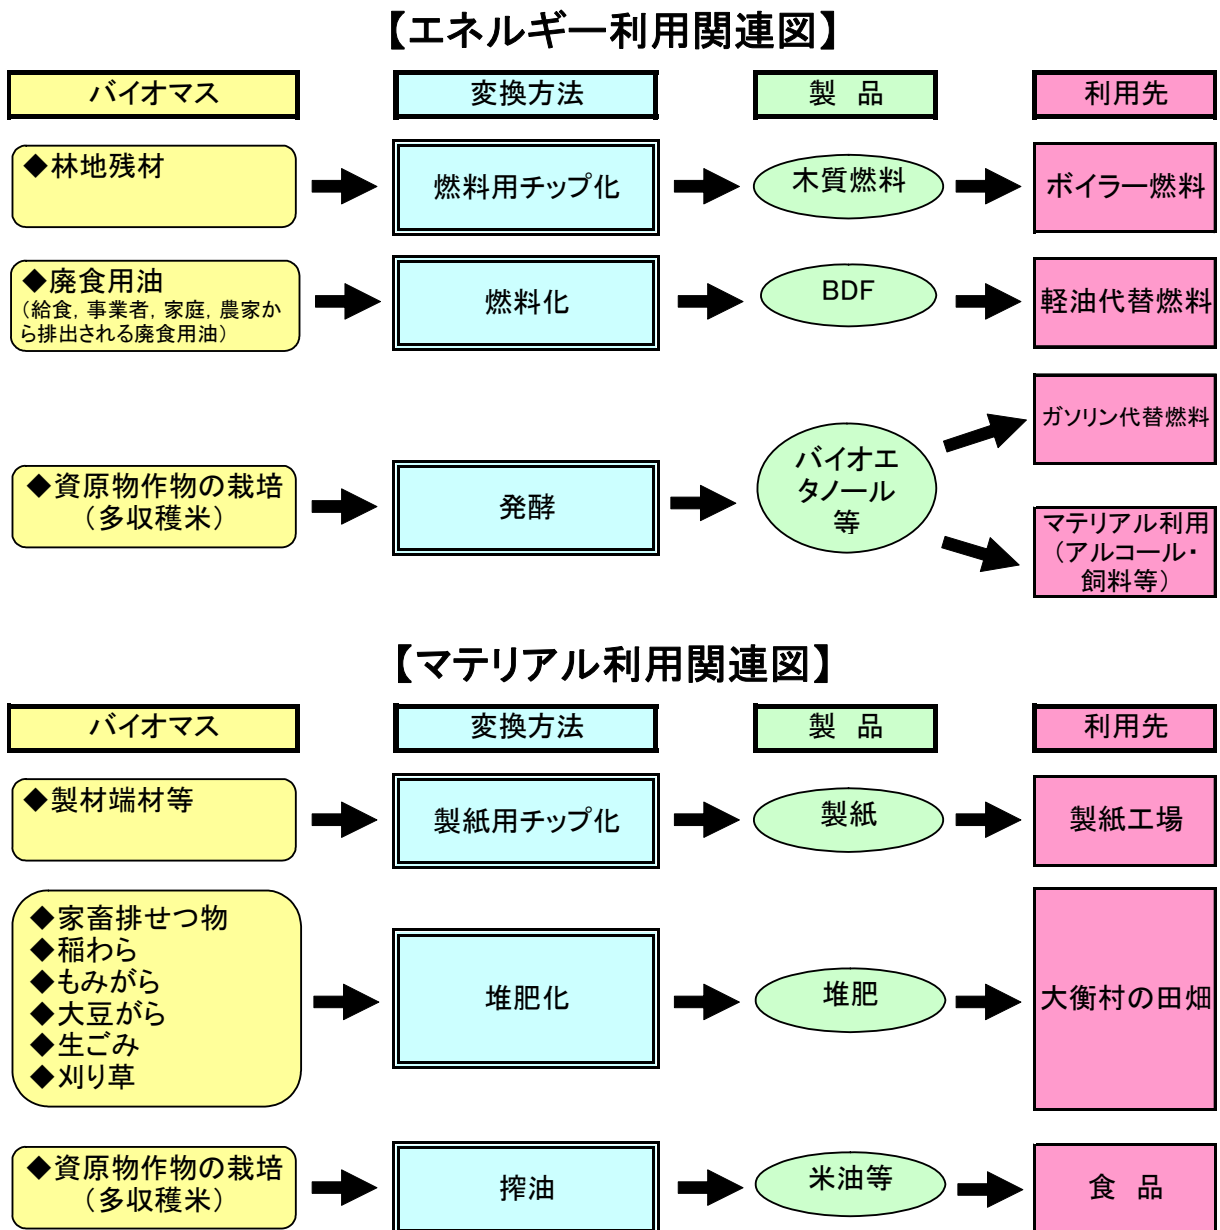 【エネルギー利用関連図】
バイオマス
変換方法
製　品
利用先
◆林地残材
燃料用チップ化
木質燃料
ボイラー燃料
◆廃食用油
（給食，事業者，家庭，農家か
ら排出される廃食用油）
燃料化
BDF
軽油代替燃料
◆資原物作物の栽培
（多収穫米）
発酵
バイオエ
タノール
等
ガソリン代替燃料
マテリアル利用
（アルコール・
飼料等）
【マテリアル利用関連図】
バイオマス
変換方法
製　品
利用先
◆製材端材等
製紙用チップ化
製紙
製紙工場
◆家畜排せつ物
◆稲わら
◆もみがら
◆大豆がら
◆生ごみ
◆刈り草
堆肥化
堆肥
大衡村の田畑
◆資原物作物の栽培
（多収穫米）
搾油
米油等
食　品